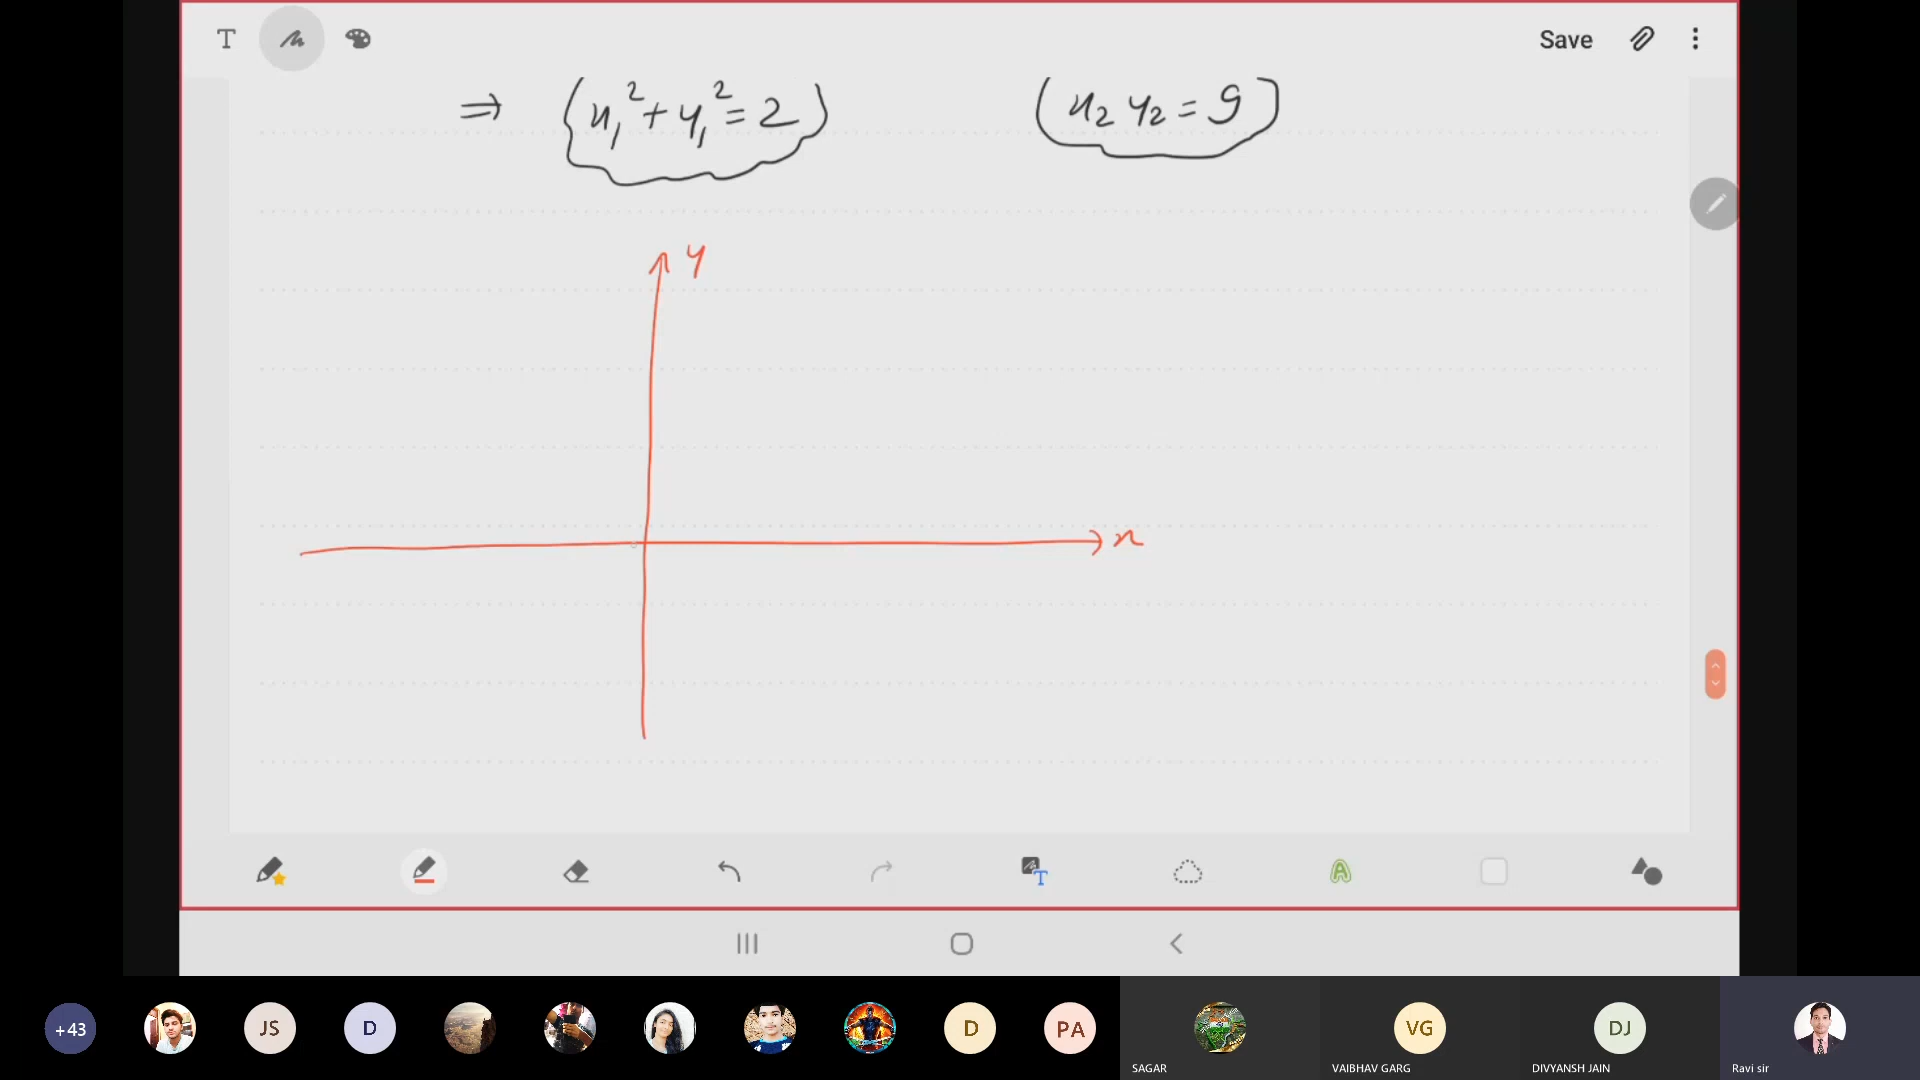 T Save
⇒ (x₁² + y₁² = 2) (x₂ y₂ = 9)
y
x
T A
+43 JS D D PA VG DJ
SAGAR VAIBHAV GARG DIVYANSH JAIN Ravi sir